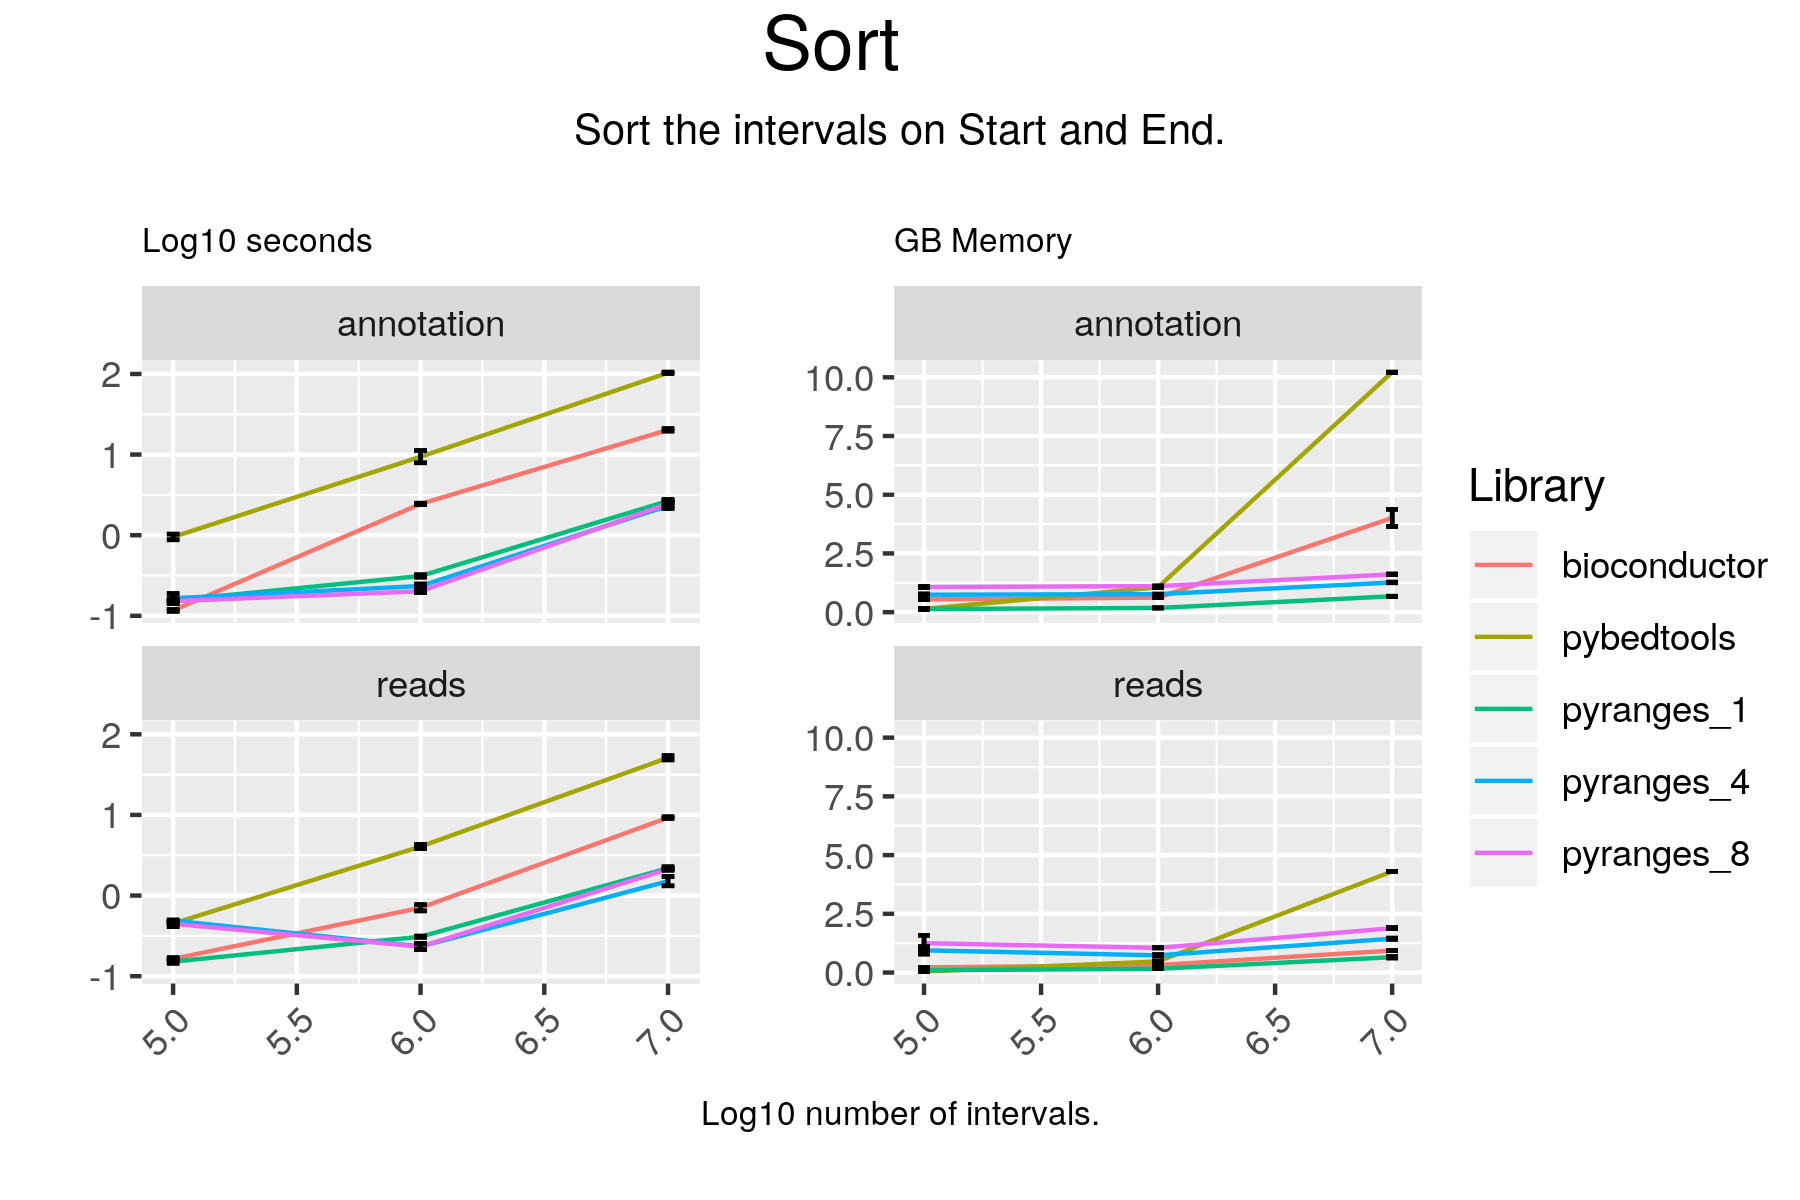 Sort
Sort the intervals on Start and End.
Log10 seconds
GB Memory
annotation
annotation
2
1
0
-1
10.0
7.5
5.0
2.5
0.0
reads
reads
2
1
0
-1
10.0
7.5
5.0
2.5
0.0
5.0
5.5
6.0
6.5
7.0
5.0
5.5
6.0
6.5
7.0
Log10 number of intervals.
Library
bioconductor
pybedtools
pyranges_1
pyranges_4
pyranges_8